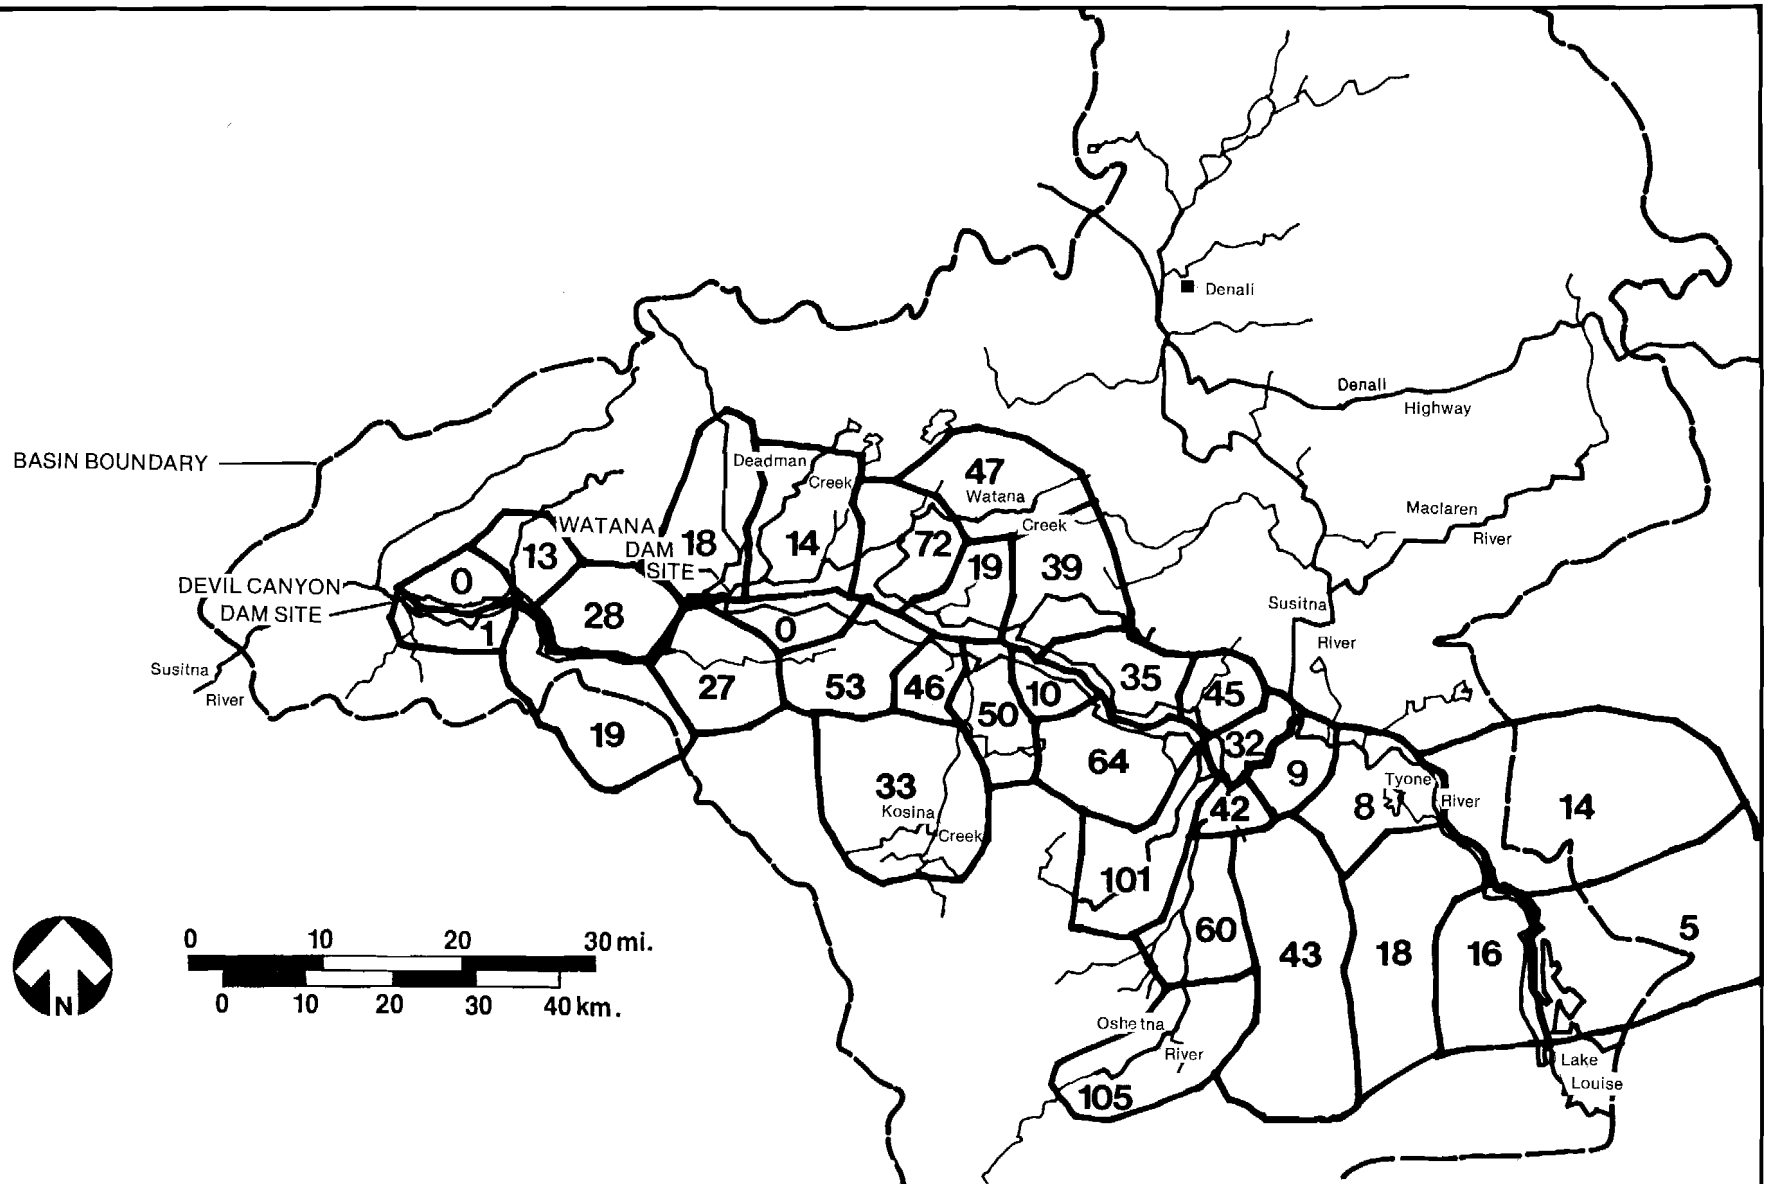 Denali
Denali
Highway
BASIN BOUNDARY
Deadman
Creek
47
Watana
Creek
Maclaren
River
WATANA
DAM
SITE
18
14
72
19
39
13
0
DEVIL CANYON
DAM SITE
28
1
0
Susitna
River
Susitna
River
27
53
46
50
10
35
45
19
64
32
9
33
Kosina
Creek
42
8
Tyone
River
14
101
60
43
18
16
5
Oshetna
River
105
Lake
Louise
0 10 20 30 mi.
0 10 20 30 40 km.
N